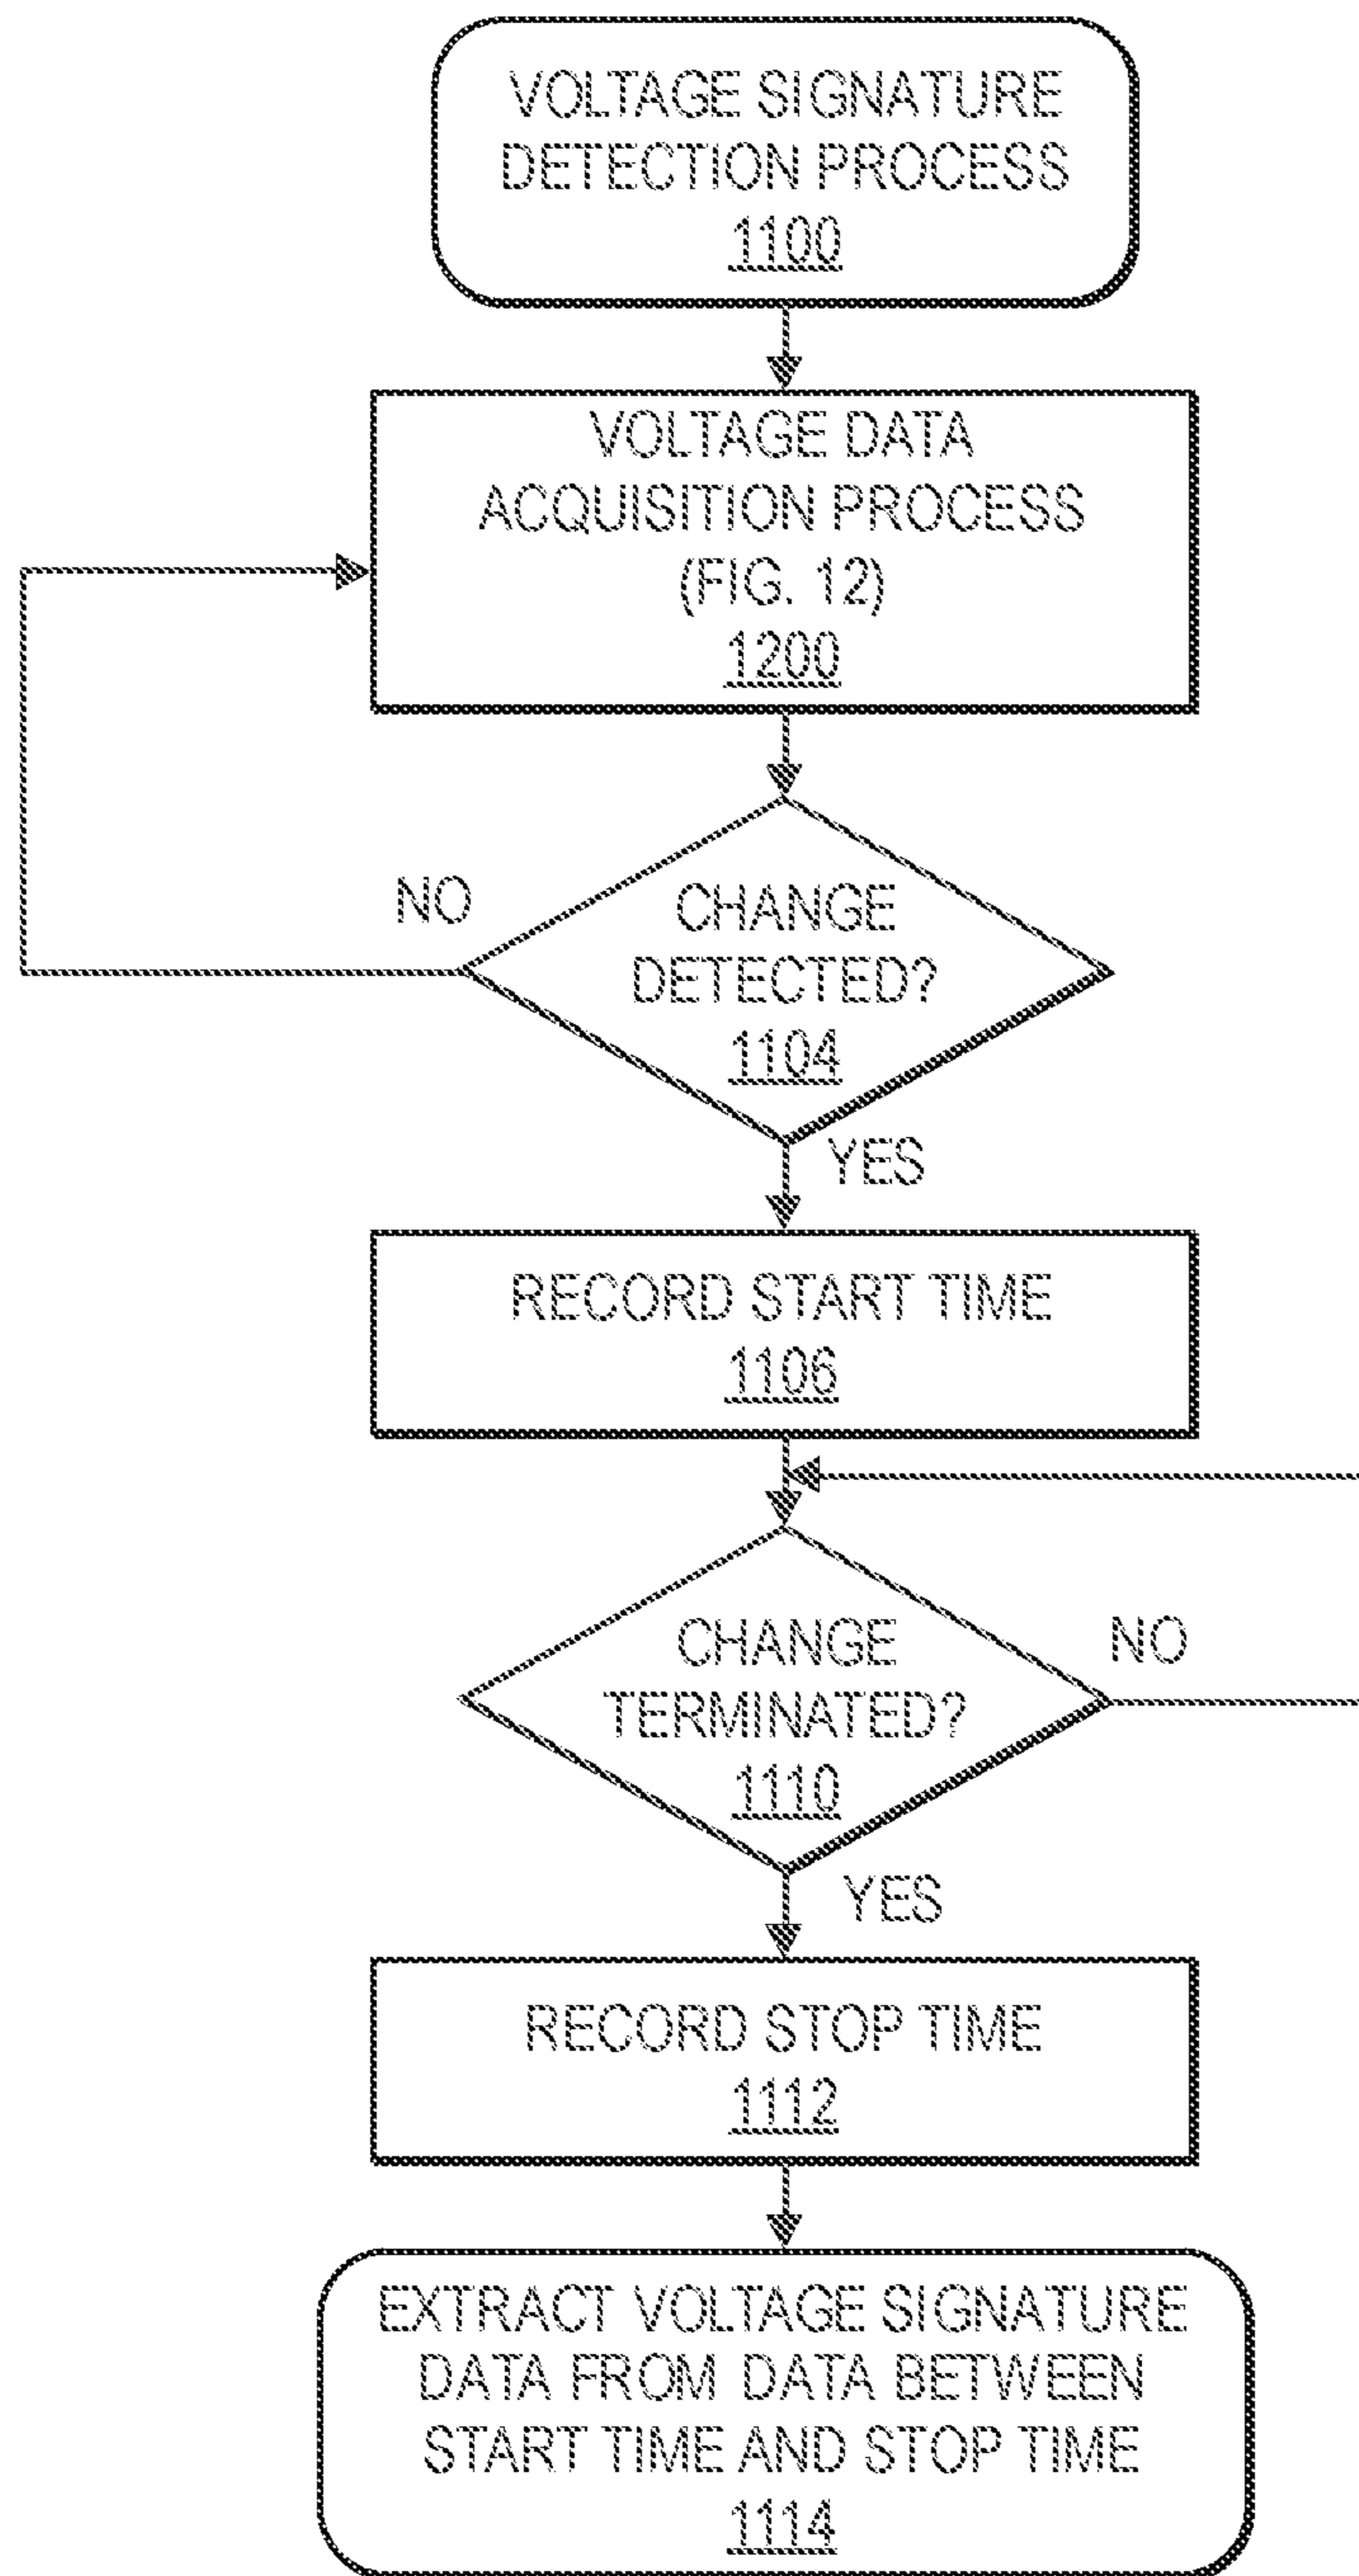 VOLTAGE SIGNATURE
DETECTION PROCESS
1100
VOLTAGE DATA
ACQUISITION PROCESS
(FIG. 12)
1200
NO
CHANGE
DETECTED?
1104
YES
RECORD START TIME
1106
CHANGE
TERMINATED?
1110
NO
YES
RECORD STOP TIME
1112
EXTRACT VOLTAGE SIGNATURE
DATA FROM DATA BETWEEN
START TIME AND STOP TIME
1114